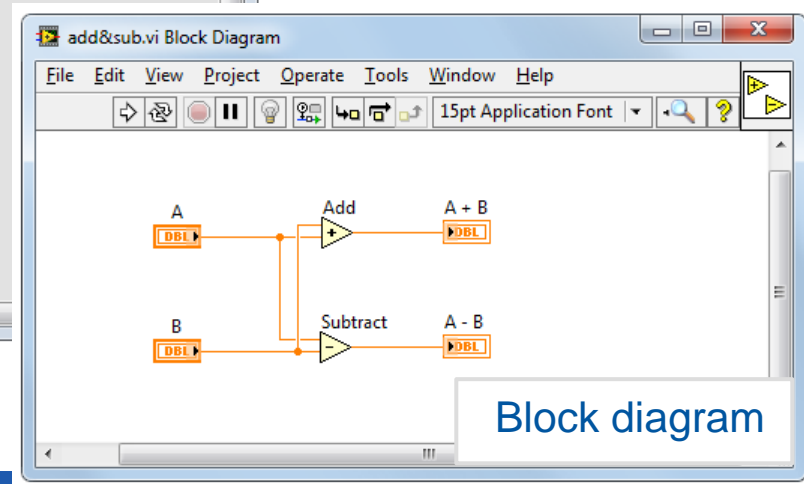 add&sub.vi Block Diagram
File Edit View Project Operate Tools Window Help
15pt Application Font
A Add A + B
DBL + DBL
B Subtract A - B
DBL - DBL
Block diagram